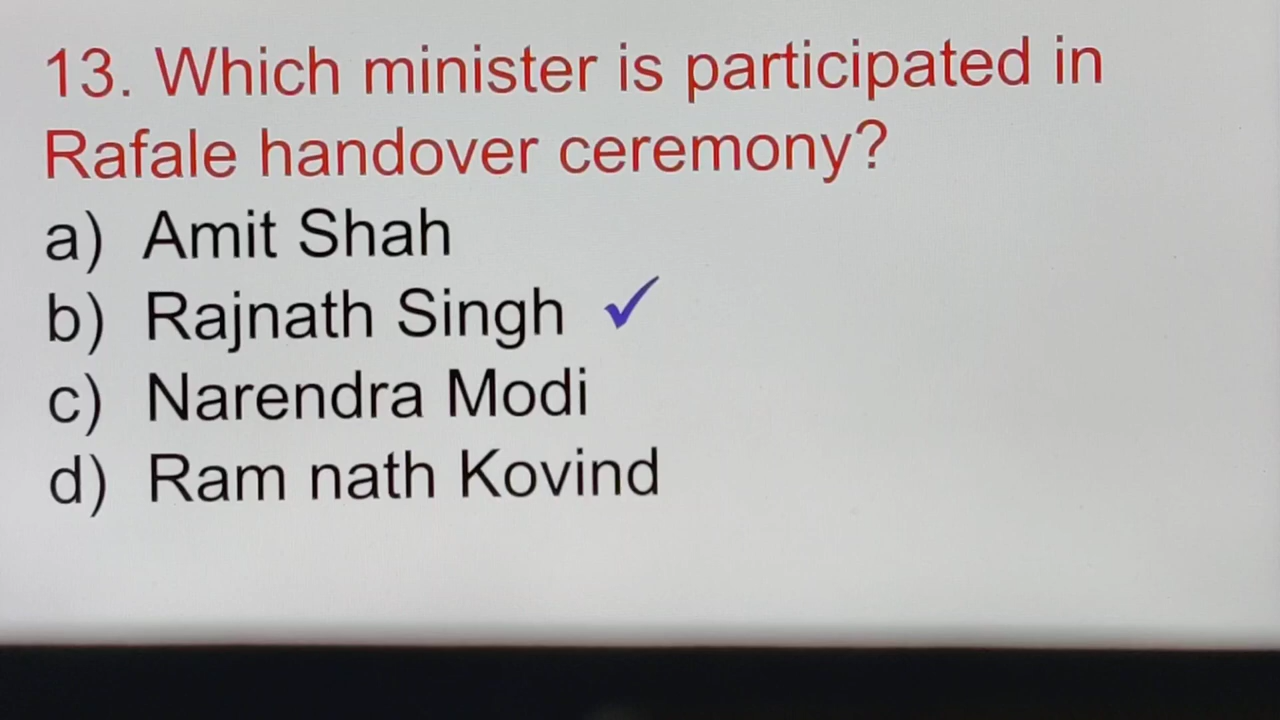 13. Which minister is participated in
Rafale handover ceremony?
a) Amit Shah
b) Rajnath Singh ✓
c) Narendra Modi
d) Ram nath Kovind